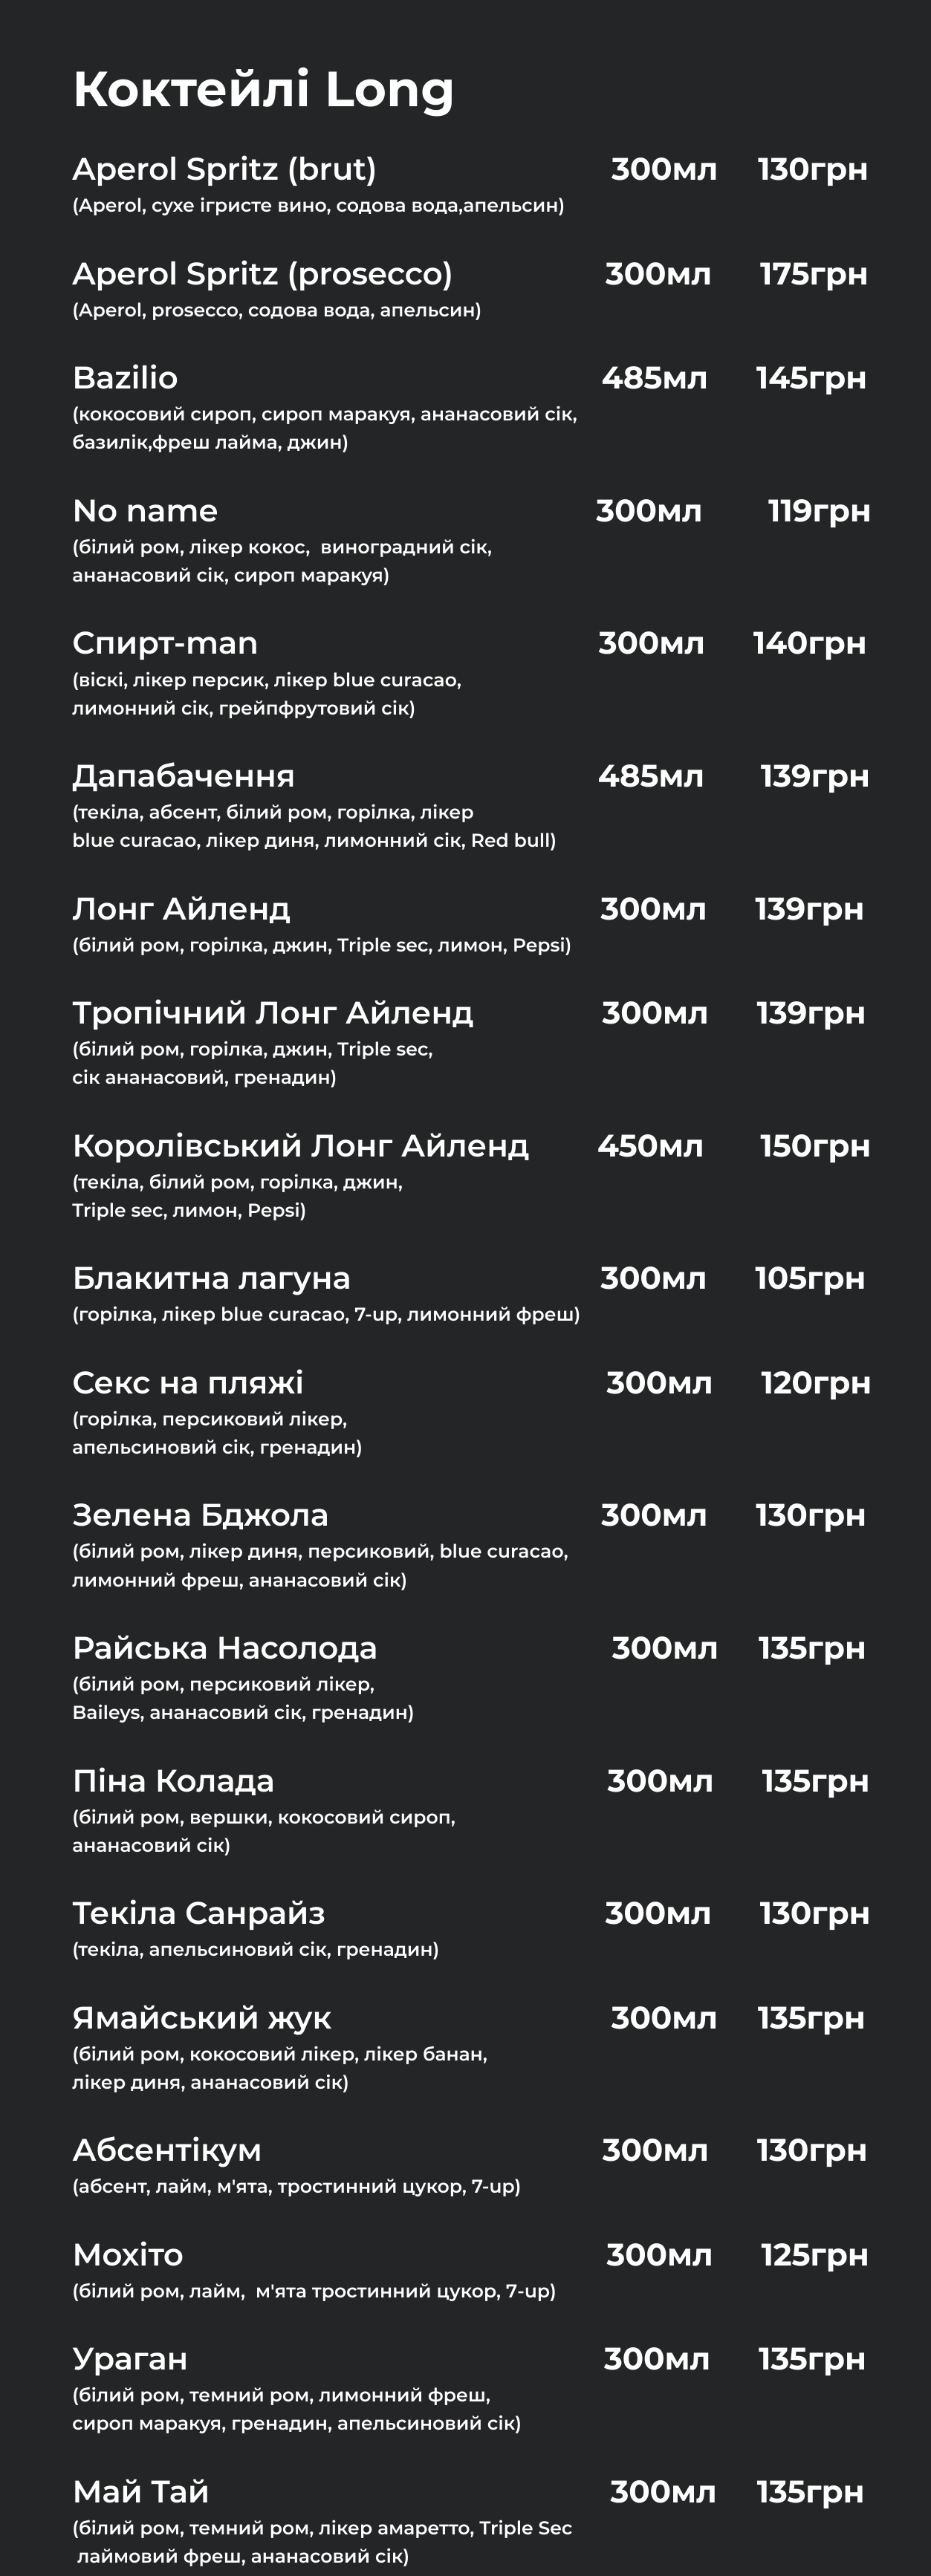 Коктейлі Long
Aperol Spritz (brut) 300мл 130грн
(Aperol, сухе ігристе вино, содова вода,апельсин)
Aperol Spritz (prosecco) 300мл 175грн
(Aperol, prosecco, содова вода, апельсин)
Bazilio 485мл 145грн
(кокосовий сироп, сироп маракуя, ананасовий сік,
базилік,фреш лайма, джин)
No name 300мл 119грн
(білий ром, лікер кокос,  виноградний сік,
ананасовий сік, сироп маракуя)
Спирт-man 300мл 140грн
(віскі, лікер персик, лікер blue curacao,
лимонний сік, грейпфрутовий сік)
Дапабачення 485мл 139грн
(текіла, абсент, білий ром, горілка, лікер
blue curacao, лікер диня, лимонний сік, Red bull)
Лонг Айленд 300мл 139грн
(білий ром, горілка, джин, Triple sec, лимон, Pepsi)
Тропічний Лонг Айленд 300мл 139грн
(білий ром, горілка, джин, Triple sec,
сік ананасовий, гренадин)
Королівський Лонг Айленд 450мл 150грн
(текіла, білий ром, горілка, джин,
Triple sec, лимон, Pepsi)
Блакитна лагуна 300мл 105грн
(горілка, лікер blue curacao, 7-up, лимонний фреш)
Секс на пляжі 300мл 120грн
(горілка, персиковий лікер,
апельсиновий сік, гренадин)
Зелена Бджола 300мл 130грн
(білий ром, лікер диня, персиковий, blue curacao,
лимонний фреш, ананасовий сік)
Райська Насолода 300мл 135грн
(білий ром, персиковий лікер,
Baileys, ананасовий сік, гренадин)
Піна Колада 300мл 135грн
(білий ром, вершки, кокосовий сироп,
ананасовий сік)
Текіла Санрайз 300мл 130грн
(текіла, апельсиновий сік, гренадин)
Ямайський жук 300мл 135грн
(білий ром, кокосовий лікер, лікер банан,
лікер диня, ананасовий сік)
Абсентікум 300мл 130грн
(абсент, лайм, м'ята, тростинний цукор, 7-up)
Мохіто 300мл 125грн
(білий ром, лайм,  м'ята тростинний цукор, 7-up)
Ураган 300мл 135грн
(білий ром, темний ром, лимонний фреш,
сироп маракуя, гренадин, апельсиновий сік)
Май Тай 300мл 135грн
(білий ром, темний ром, лікер амаретто, Triple Sec
лаймовий фреш, ананасовий сік)